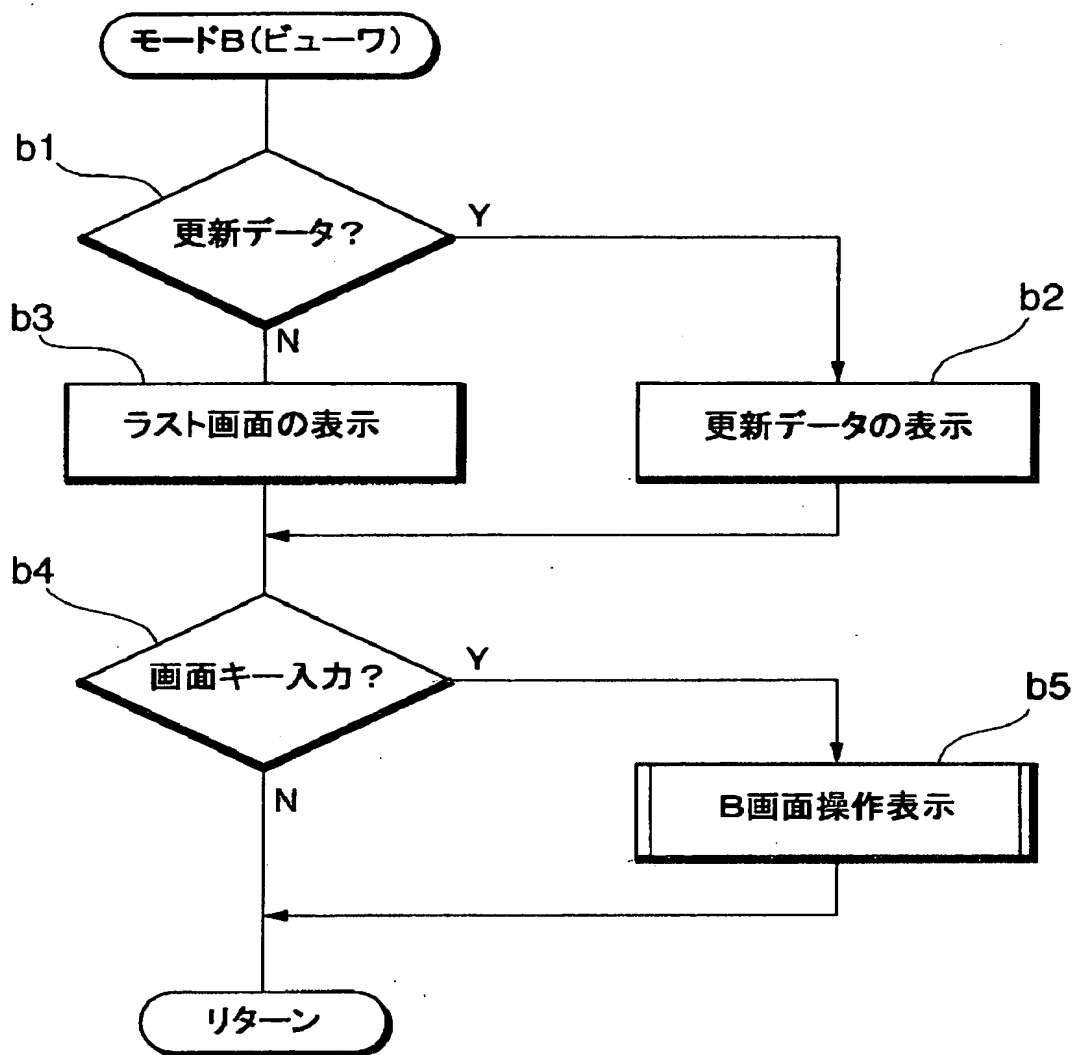 モードB(ビューワ)
b1
更新データ?
Y
N
b3
ラスト画面の表示
b2
更新データの表示
b4
画面キー入力?
Y
N
b5
B画面操作表示
リターン